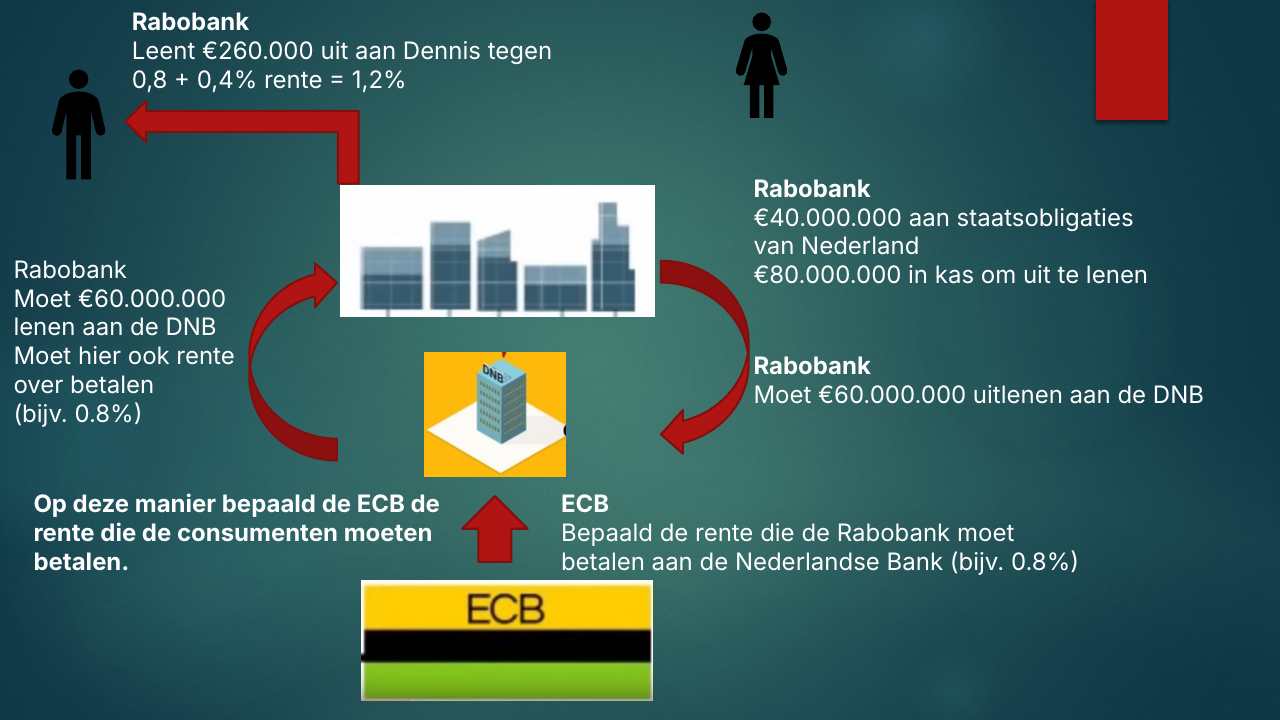 Rabobank
Leent €260.000 uit aan Dennis tegen
0,8 + 0,4% rente = 1,2%
Rabobank
€40.000.000 aan staatsobligaties
van Nederland
€80.000.000 in kas om uit te lenen
Rabobank
Moet €60.000.000
lenen aan de DNB
Moet hier ook rente
over betalen
(bijv. 0.8%)
Rabobank
Moet €60.000.000 uitlenen aan de DNB
DNB
Op deze manier bepaald de ECB de
rente die de consumenten moeten
betalen.
ECB
Bepaald de rente die de Rabobank moet
betalen aan de Nederlandse Bank (bijv. 0.8%)
ECB